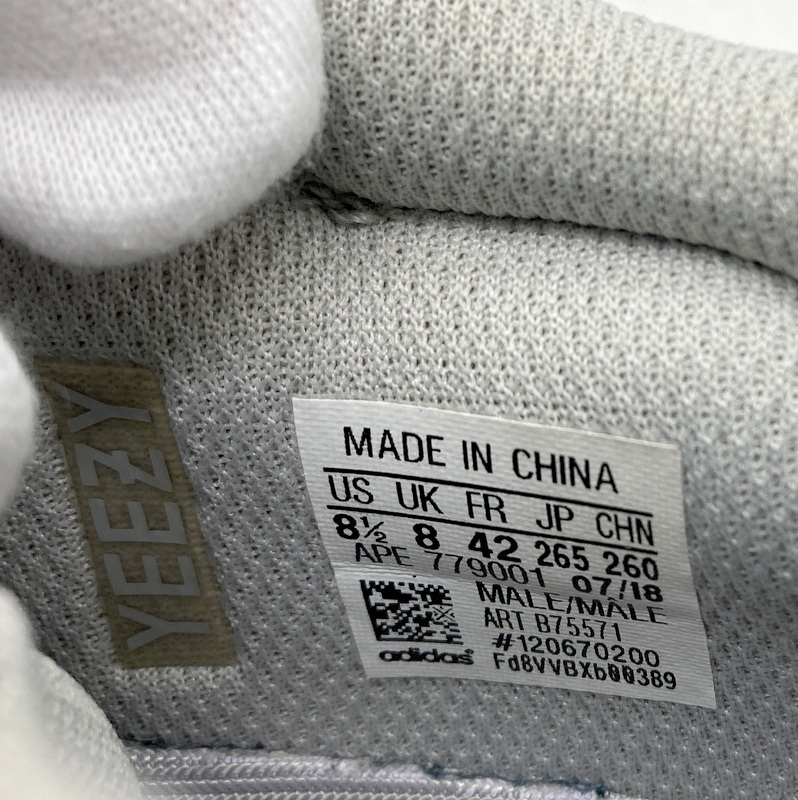 YEEZY
MADE IN CHINA
US UK FR JP CHN
8½ 8 42 265 260
APE 779001 07/18
MALE/MALE
ART B75571
#120670200
Fd8VVBXb00389
adidas